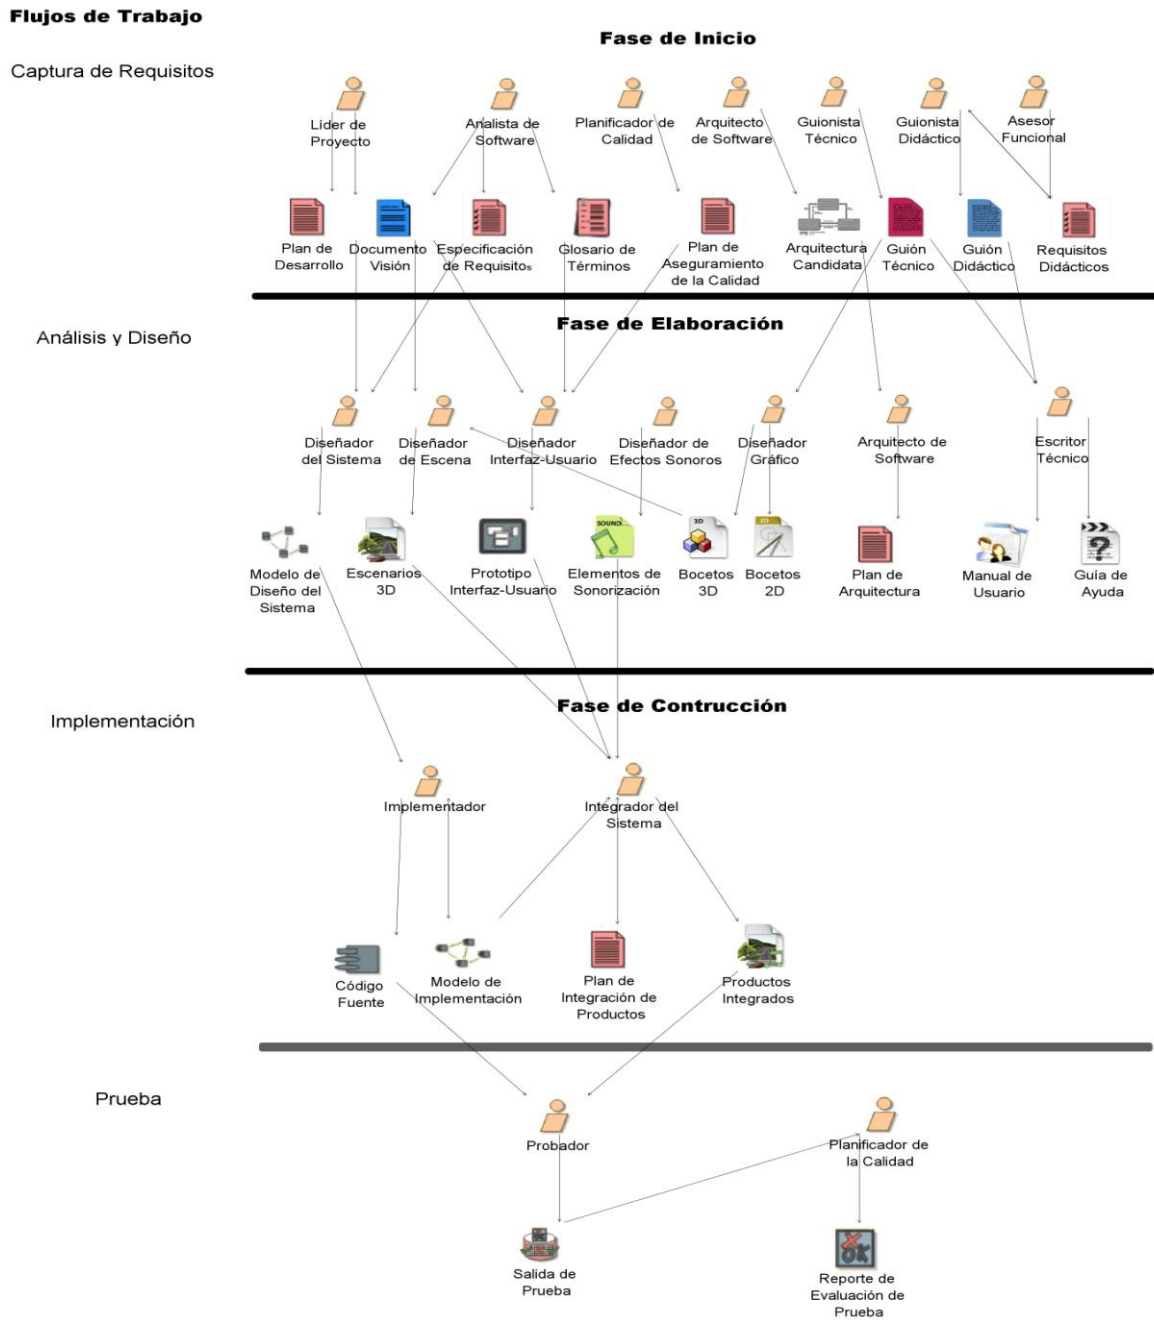 Flujos de Trabajo
Fase de Inicio
Captura de Requisitos
Líder de
Proyecto
Analista de
Software
Planificador de
Calidad
Arquitecto
de Software
Guionista
Técnico
Guionista
Didáctico
Asesor
Funcional
Plan de
Desarrollo
Documento
Visión
Especificación
de Requisitos
Glosario de
Términos
Plan de
Aseguramiento
de la Calidad
Arquitectura
Candidata
Guión
Técnico
Guión
Didáctico
Requisitos
Didácticos
Análisis y Diseño
Fase de Elaboración
Diseñador
del Sistema
Diseñador
de Escena
Diseñador
Interfaz-Usuario
Diseñador de
Efectos Sonoros
Diseñador
Gráfico
Arquitecto de
Software
Escritor
Técnico
SOUND
3D
Modelo de
Diseño del
Sistema
Escenarios
3D
Prototipo
Interfaz-Usuario
Elementos de
Sonorización
Bocetos
3D
Bocetos
2D
Plan de
Arquitectura
Manual de
Usuario
Guía de
Ayuda
Fase de Contrucción
Implementación
Implementador
Integrador del
Sistema
Código
Fuente
Modelo de
Implementación
Plan de
Integración de
Productos
Productos
Integrados
Prueba
Probador
Planificador de
la Calidad
Salida de
Prueba
OK
Reporte de
Evaluación de
Prueba